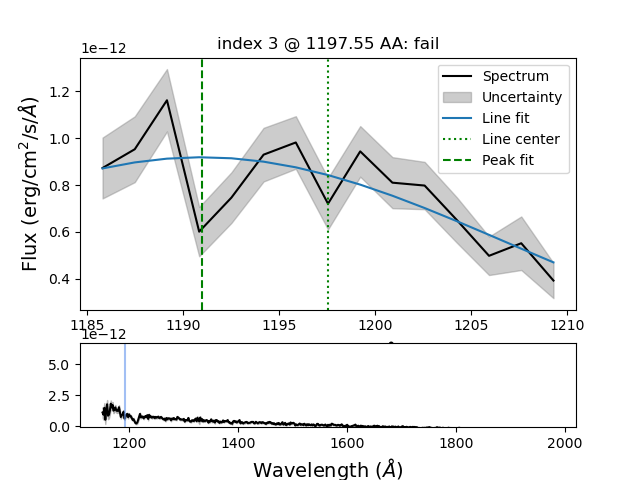 index 3 @ 1197.55 AA: fail
1e−12
Flux (erg/cm²/s/Å)
1.2
1.0
0.8
0.6
0.4
Spectrum
Uncertainty
Line fit
Line center
Peak fit
1185 1190 1195 1200 1205 1210
1e−12
5.0
2.5
0.0
1200 1400 1600 1800 2000
Wavelength (Å)